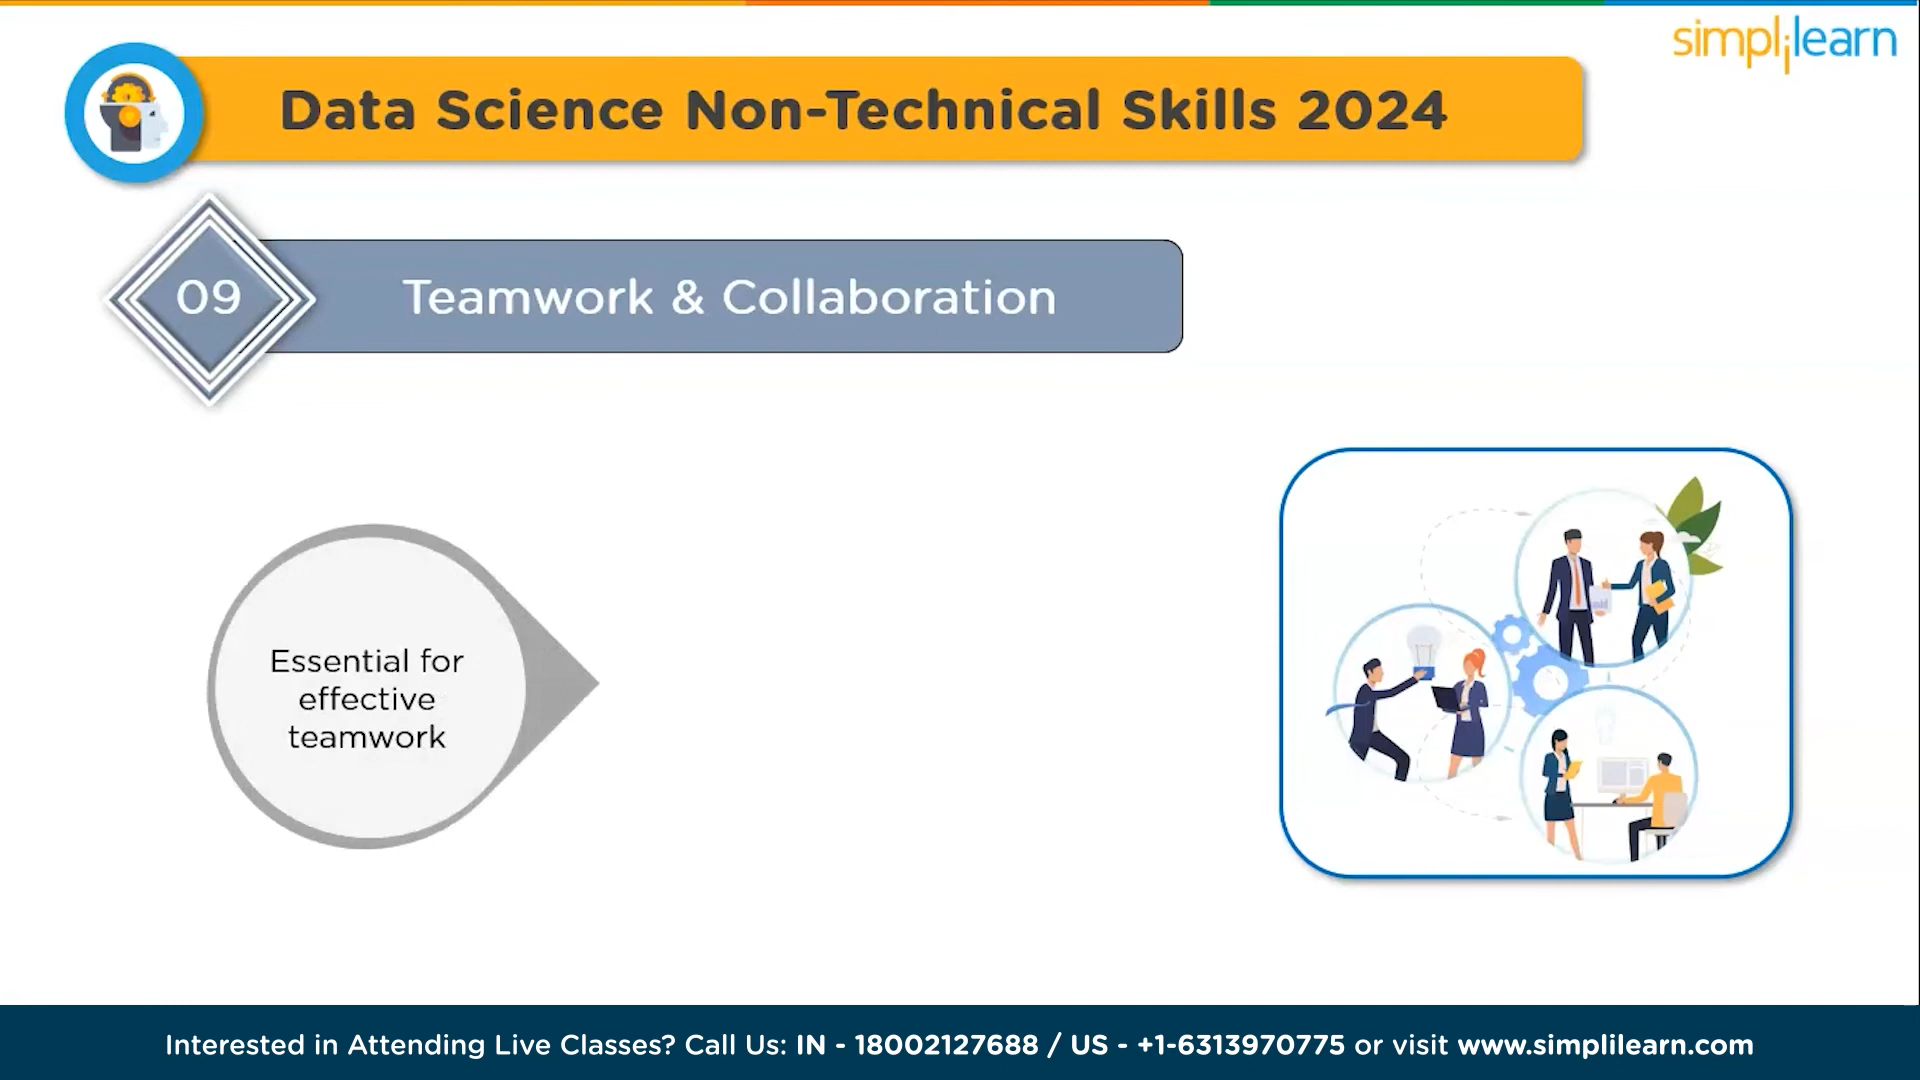 simplilearn
Data Science Non-Technical Skills 2024
09
Teamwork & Collaboration
Essential for
effective
teamwork
Interested in Attending Live Classes? Call Us: IN - 18002127688 / US - +1-6313970775 or visit www.simplilearn.com